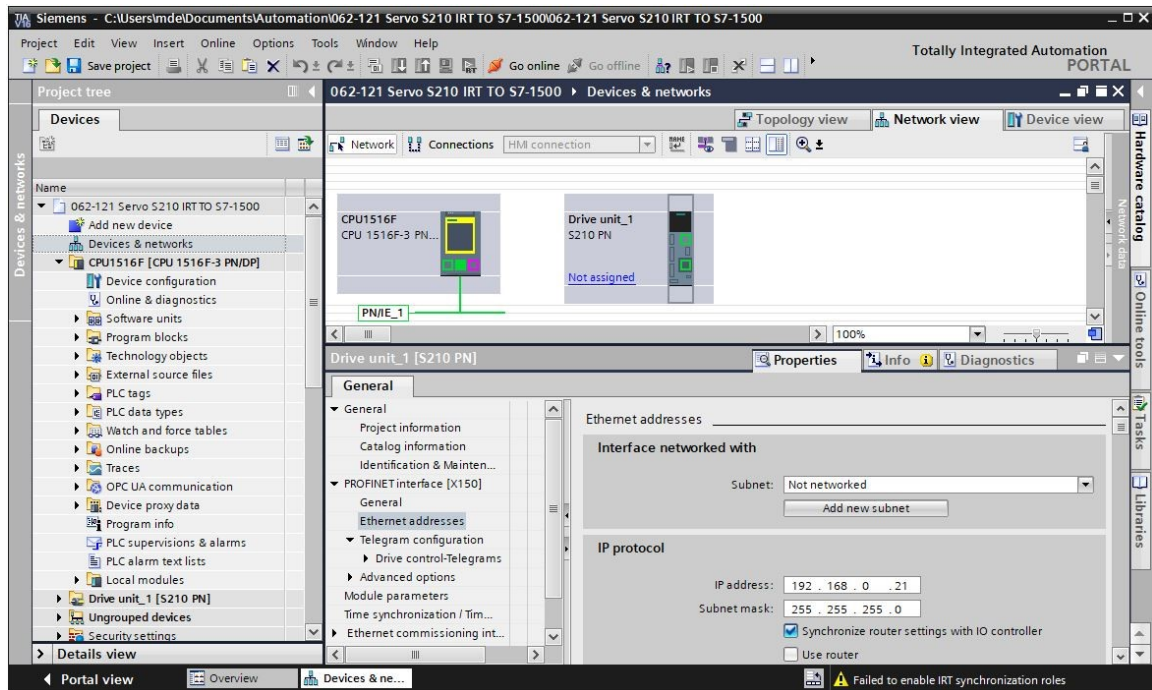 TIA V16 Siemens - C:\Users\mde\Documents\Automation\062-121 Servo S210 IRT TO S7-1500\062-121 Servo S210 IRT TO S7-1500
Project Edit View Insert Online Options Tools Window Help
Totally Integrated Automation
PORTAL
Save project Go online Go offline
Project tree
062-121 Servo S210 IRT TO S7-1500 Devices & networks
Devices
Topology view Network view Device view
Network Connections HMI connection
Name
062-121 Servo S210 IRT TO S7-1500
Add new device
Devices & networks
CPU1516F [CPU 1516F-3 PN/DP]
Device configuration
Online & diagnostics
Software units
Program blocks
Technology objects
External source files
PLC tags
PLC data types
Watch and force tables
Online backups
Traces
OPC UA communication
Device proxy data
Program info
PLC supervisions & alarms
PLC alarm text lists
Local modules
Drive unit_1 [S210 PN]
Ungrouped devices
Security settings
Details view
Devices & networks
CPU1516F
CPU 1516F-3 PN...
Drive unit_1
S210 PN
Not assigned
PN/IE_1
100%
Network data
Drive unit_1 [S210 PN]
Properties Info Diagnostics
General
General
Project information
Catalog information
Identification & Mainten...
PROFINET interface [X150]
General
Ethernet addresses
Telegram configuration
Drive control-Telegrams
Advanced options
Module parameters
Time synchronization / Tim...
Ethernet commissioning int...
Ethernet addresses
Interface networked with
Subnet: Not networked
Add new subnet
IP protocol
IP address: 192 . 168 . 0 .21
Subnet mask: 255 . 255 . 255 .0
Synchronize router settings with IO controller
Use router
Hardware catalog
Online tools
Tasks
Libraries
Portal view Overview Devices & ne... Failed to enable IRT synchronization roles